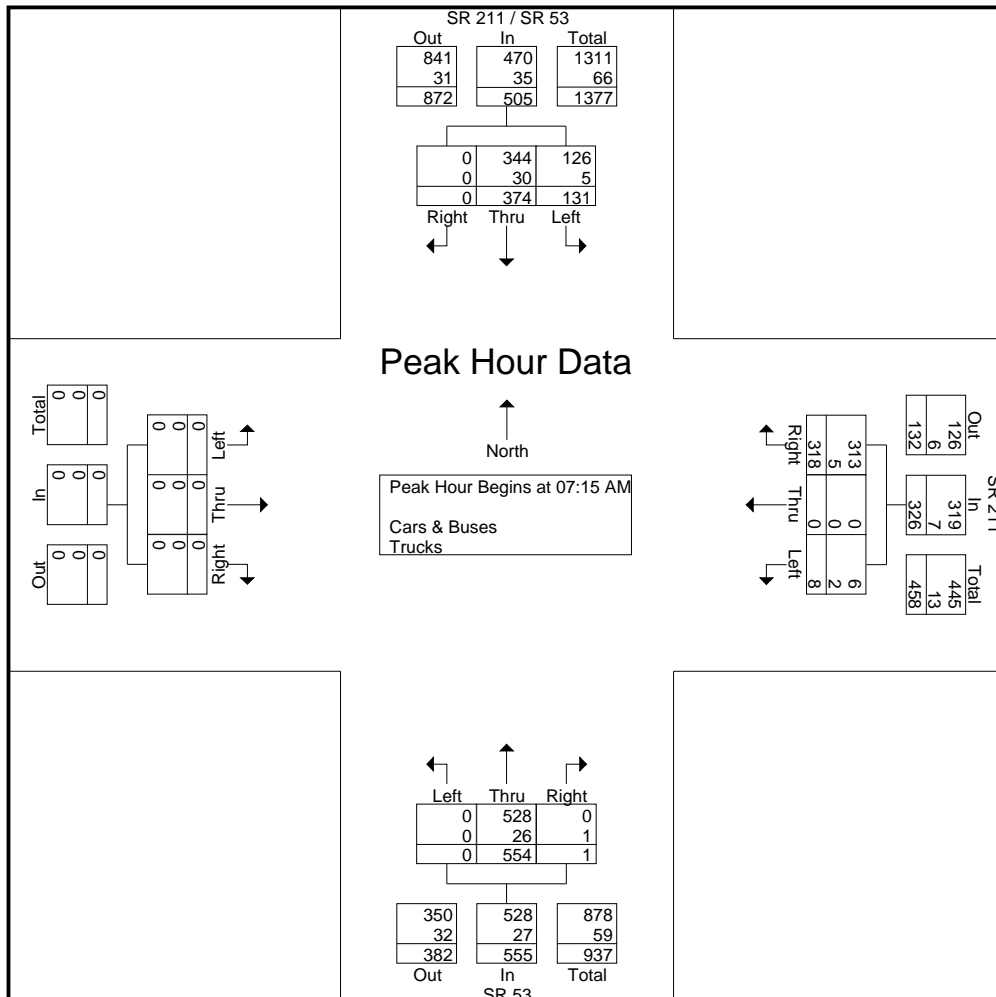 SR 211 / SR 53
Out In Total
841 470 1311
31 35 66
872 505 1377
0 344 126
0 30 5
0 374 131
Right Thru Left
Peak Hour Data
North
Peak Hour Begins at 07:15 AM
Cars & Buses
Trucks
Total
0 0 0
In
0 0 0
Out
0 0 0
Left
0 0 0
Thru
0 0 0
Right
0 0 0
Right
313
5
318
Thru
0
0
0
Left
6
2
8
SR 211
Out
126
6
132
In
319
7
326
Total
445
13
458
Left Thru Right
0 528 0
0 26 1
0 554 1
350 528 878
32 27 59
382 555 937
Out In Total
SR 53